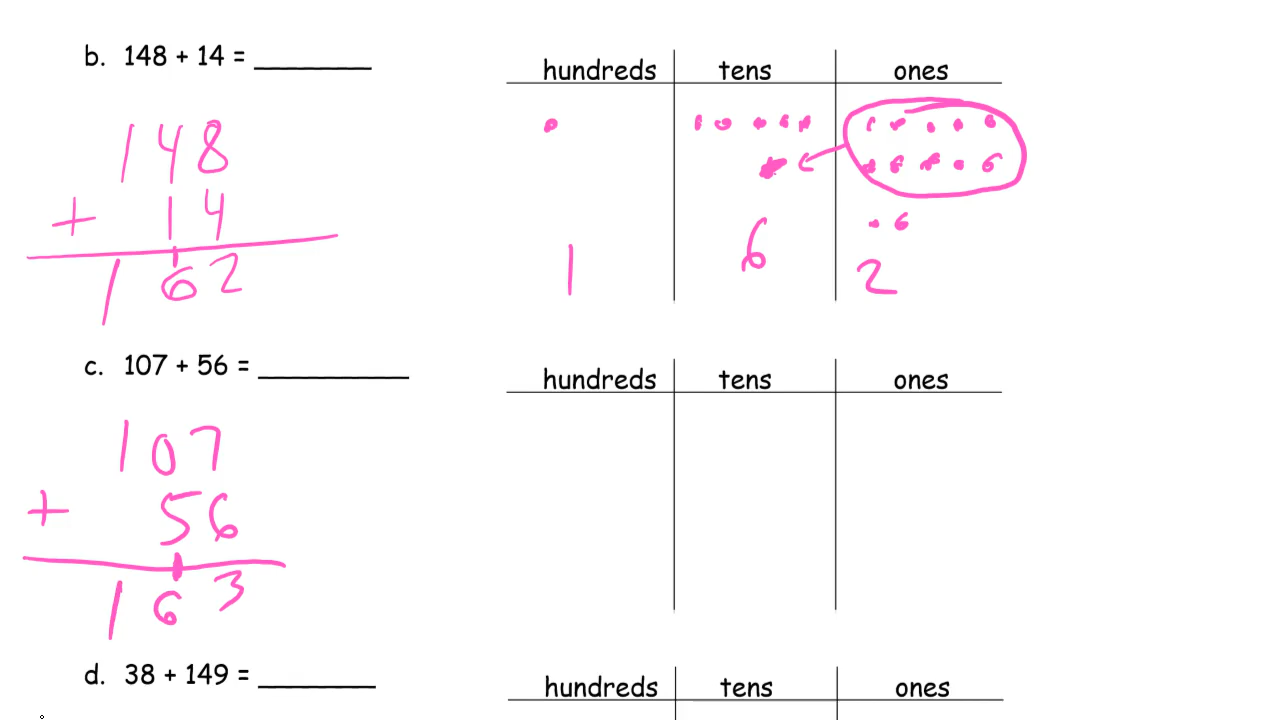 b. 148 + 14 = ________
hundreds tens ones
148
+ 14
162
1 6 2
c. 107 + 56 = __________
hundreds tens ones
107
+ 56
1
163
d. 38 + 149 = ________
hundreds tens ones